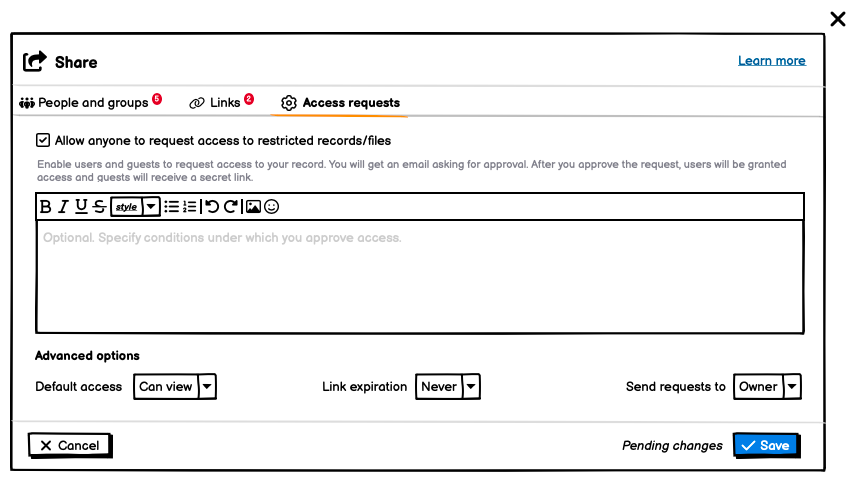 Share
Learn more
People and groups 5
Links 2
Access requests
Allow anyone to request access to restricted records/files
Enable users and guests to request access to your record. You will get an email asking for approval. After you approve the request, users will be granted
access and guests will receive a secret link.
B I U S style
Optional. Specify conditions under which you approve access.
Advanced options
Default access Can view
Link expiration Never
Send requests to Owner
Cancel
Pending changes
Save